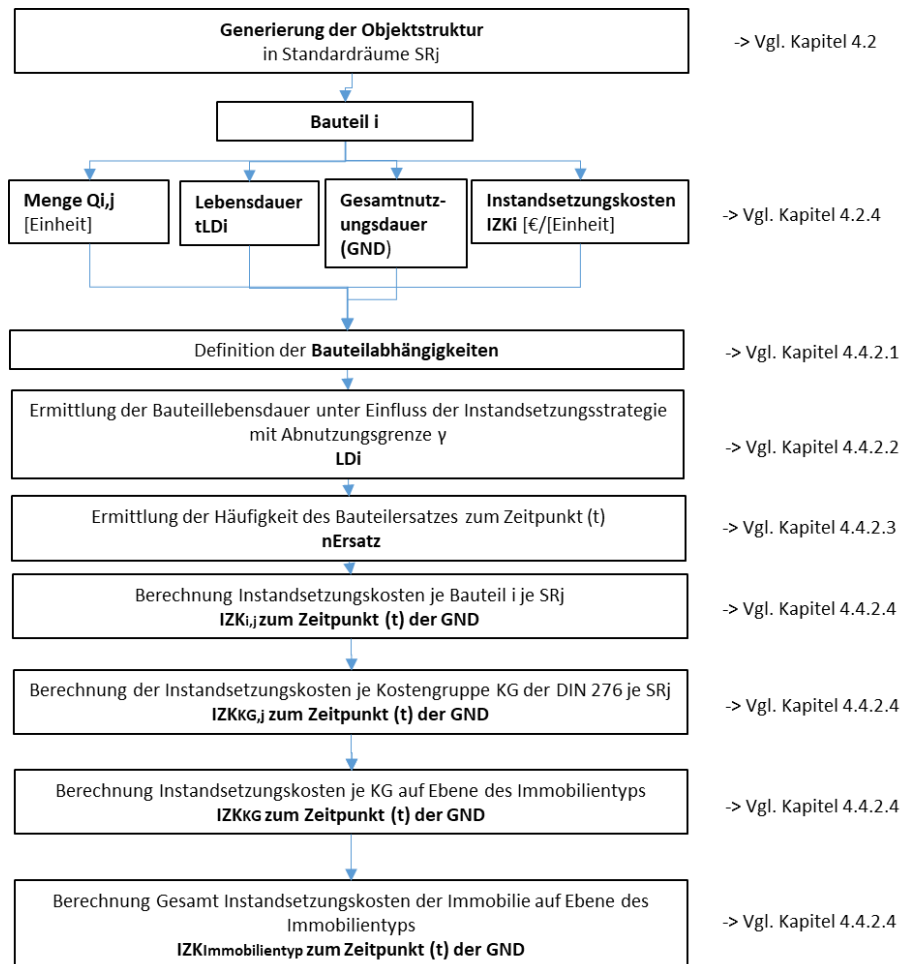 Generierung der Objektstruktur
in Standardräume SRj
-> Vgl. Kapitel 4.2
Bauteil i
Menge Qi,j
[Einheit]
Lebensdauer
tLDi
Gesamtnutz-
ungsdauer
(GND)
Instandsetzungskosten
IZKi [€/[Einheit]
-> Vgl. Kapitel 4.2.4
Definition der Bauteilabhängigkeiten
-> Vgl. Kapitel 4.4.2.1
Ermittlung der Bauteillebensdauer unter Einfluss der Instandsetzungsstrategie
mit Abnutzungsgrenze γ
LDi
-> Vgl. Kapitel 4.4.2.2
Ermittlung der Häufigkeit des Bauteilersatzes zum Zeitpunkt (t)
nErsatz
-> Vgl. Kapitel 4.4.2.3
Berechnung Instandsetzungskosten je Bauteil i je SRj
IZKi,j zum Zeitpunkt (t) der GND
-> Vgl. Kapitel 4.4.2.4
Berechnung der Instandsetzungskosten je Kostengruppe KG der DIN 276 je SRj
IZKKG,j zum Zeitpunkt (t) der GND
-> Vgl. Kapitel 4.4.2.4
Berechnung Instandsetzungskosten je KG auf Ebene des Immobilientyps
IZKKG zum Zeitpunkt (t) der GND
-> Vgl. Kapitel 4.4.2.4
Berechnung Gesamt Instandsetzungskosten der Immobilie auf Ebene des
Immobilientyps
IZKImmobilientyp zum Zeitpunkt (t) der GND
-> Vgl. Kapitel 4.4.2.4